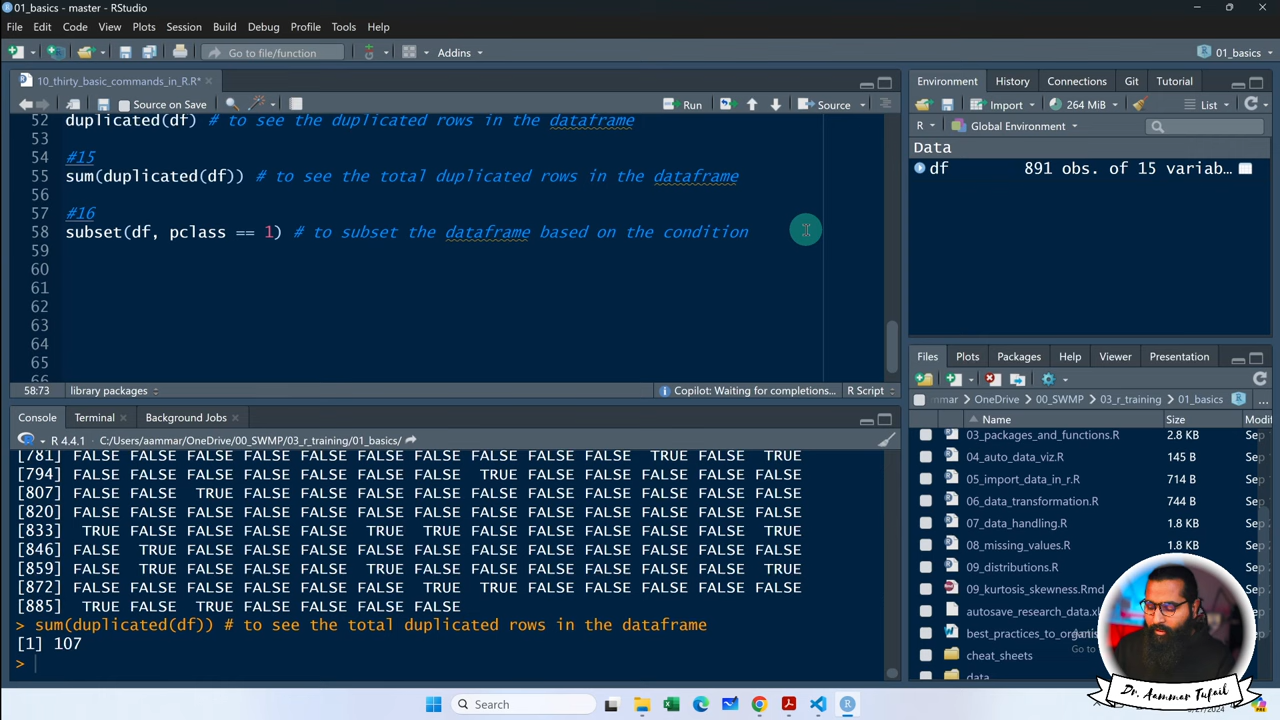 01_basics - master - RStudio
File Edit Code View Plots Session Build Debug Profile Tools Help
Go to file/function Addins 01_basics
10_thirty_basic_commands_in_R.R*
Source on Save Run Source
52 duplicated(df) # to see the duplicated rows in the dataframe
53
54 #15
55 sum(duplicated(df)) # to see the total duplicated rows in the dataframe
56
57 #16
58 subset(df, pclass == 1) # to subset the dataframe based on the condition
59
60
61
62
63
64
65
66
58:73 library packages Copilot: Waiting for completions... R Script
Console Terminal Background Jobs
R 4.4.1 · C:/Users/aammar/OneDrive/00_SWMP/03_r_training/01_basics/
[781] FALSE FALSE FALSE FALSE FALSE FALSE FALSE FALSE FALSE FALSE TRUE FALSE TRUE
[794] FALSE FALSE FALSE FALSE FALSE FALSE FALSE TRUE FALSE FALSE FALSE FALSE FALSE
[807] FALSE FALSE TRUE FALSE FALSE FALSE FALSE FALSE FALSE FALSE FALSE FALSE FALSE
[820] FALSE FALSE FALSE FALSE FALSE FALSE FALSE FALSE FALSE FALSE FALSE FALSE FALSE
[833] TRUE FALSE FALSE FALSE FALSE TRUE TRUE FALSE FALSE FALSE FALSE FALSE TRUE
[846] FALSE TRUE FALSE FALSE FALSE FALSE FALSE FALSE FALSE FALSE FALSE FALSE FALSE
[859] FALSE TRUE FALSE FALSE FALSE TRUE FALSE FALSE FALSE FALSE FALSE FALSE TRUE
[872] FALSE FALSE FALSE FALSE FALSE FALSE TRUE TRUE FALSE FALSE FALSE FALSE FALSE
[885] TRUE FALSE TRUE FALSE FALSE FALSE FALSE
> sum(duplicated(df)) # to see the total duplicated rows in the dataframe
[1] 107
>
Environment History Connections Git Tutorial
Import 264 MiB List
R Global Environment
Data
df 891 obs. of 15 variab...
Files Plots Packages Help Viewer Presentation
mmar OneDrive 00_SWMP 03_r_training 01_basics ...
Name Size Modif
03_packages_and_functions.R 2.8 KB Sep
04_auto_data_viz.R 145 B Sep
05_import_data_in_r.R 714 B Sep
06_data_transformation.R 744 B Sep
07_data_handling.R 1.8 KB Sep
08_missing_values.R 1.8 KB Sep
09_distributions.R
09_kurtosis_skewness.Rmd
autosave_research_data.xl
best_practices_to_organi
cheat_sheets
data
Go to
Dr. Aammar Tufail
Search